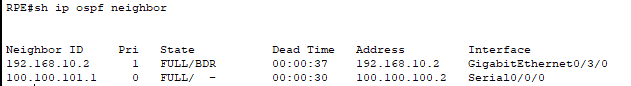 RPE#sh ip ospf neighbor
Neighbor ID     Pri   State           Dead Time   Address         Interface
192.168.10.2      1   FULL/BDR        00:00:37    192.168.10.2    GigabitEthernet0/3/0
100.100.101.1     0   FULL/  -        00:00:30    100.100.100.2   Serial0/0/0